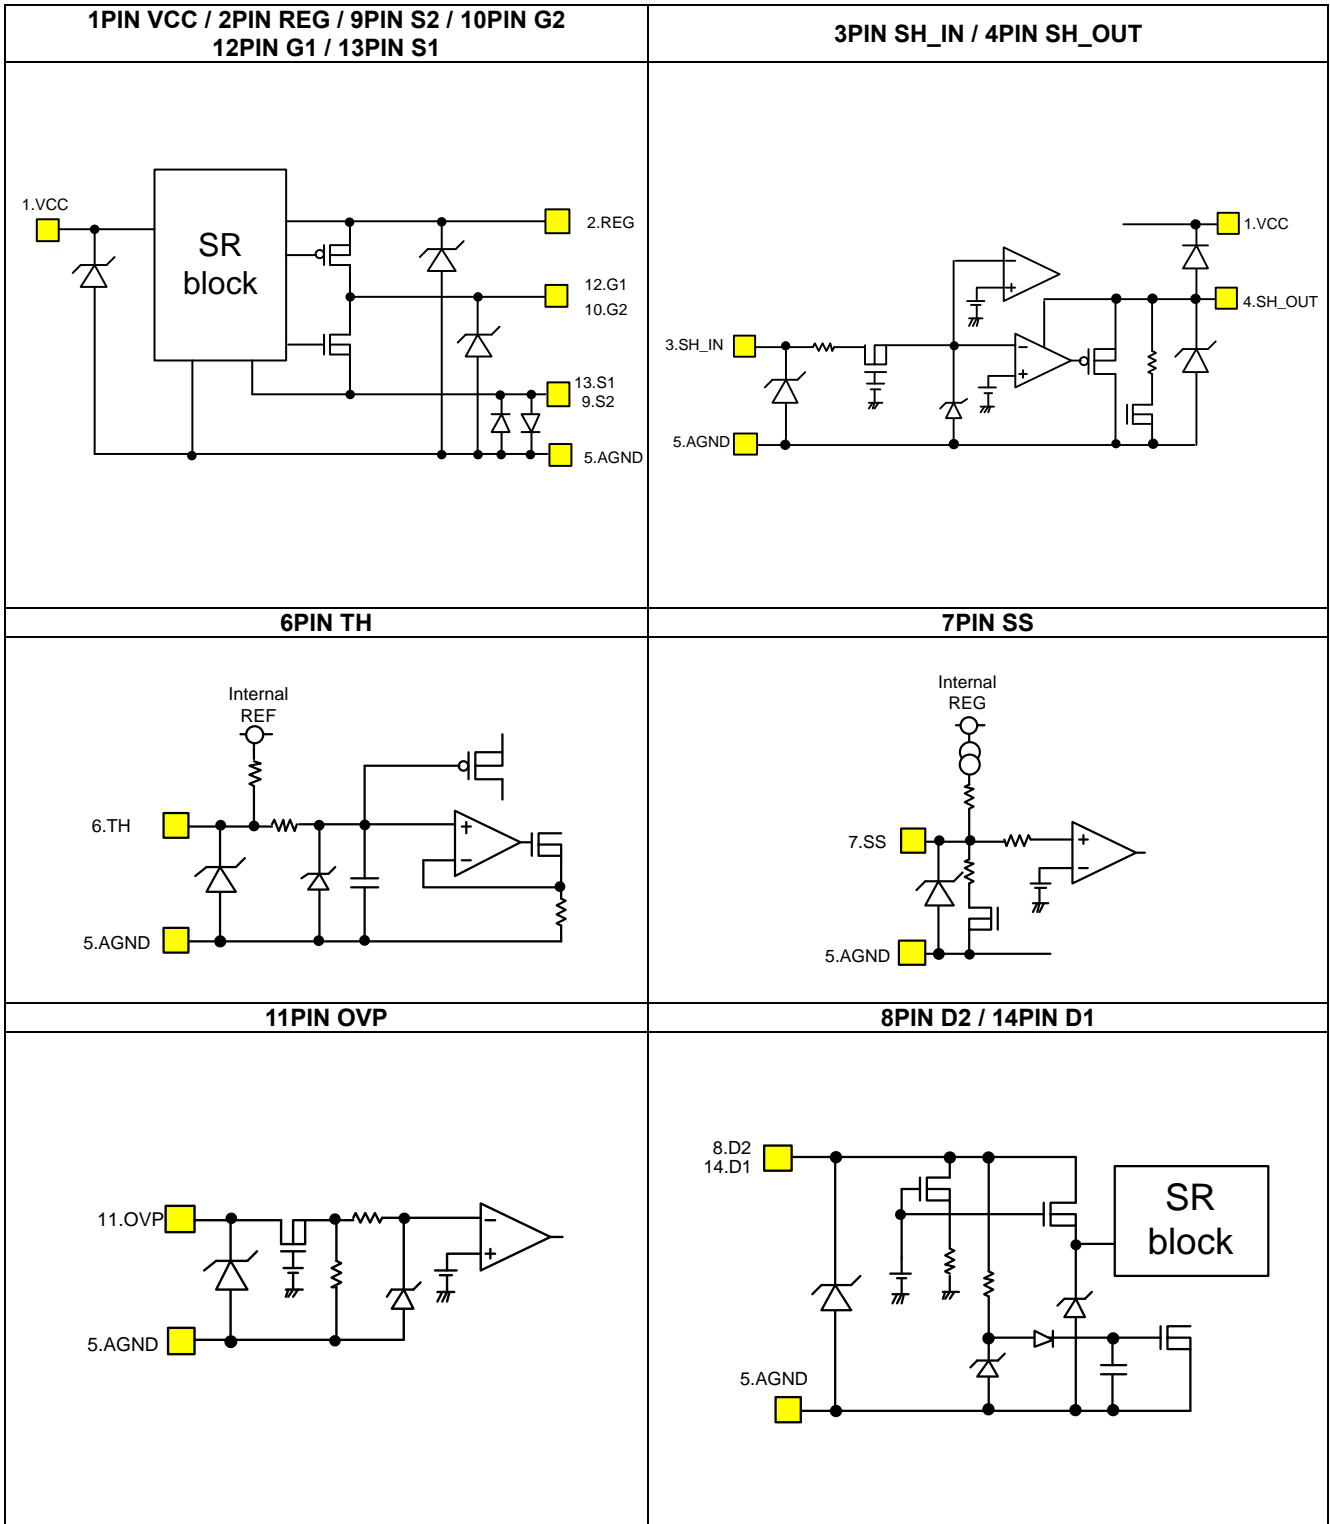 1PIN VCC / 2PIN REG / 9PIN S2 / 10PIN G2
12PIN G1 / 13PIN S1
3PIN SH_IN / 4PIN SH_OUT
1.VCC
SR
block
2.REG
12.G1
10.G2
13.S1
9.S2
5.AGND
1.VCC
4.SH_OUT
3.SH_IN
5.AGND
6PIN TH
7PIN SS
Internal
REF
6.TH
5.AGND
Internal
REG
7.SS
5.AGND
11PIN OVP
8PIN D2 / 14PIN D1
11.OVP
5.AGND
8.D2
14.D1
SR
block
5.AGND